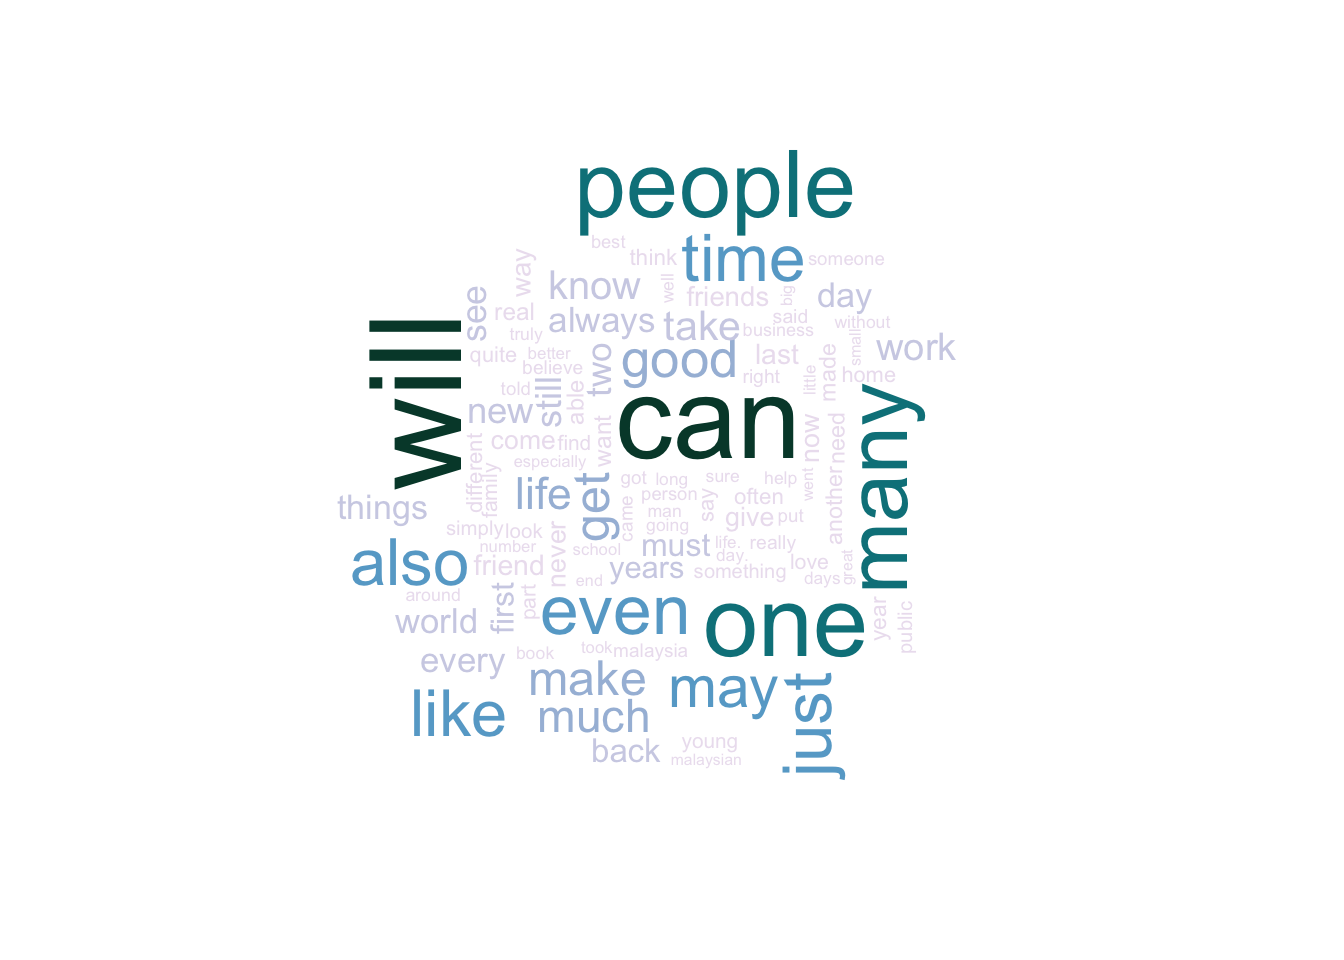 people
best
think
time
someone
way
know
well
friends
big
day
see
real
always
take
said
without
truly
business
small
work
quite
better
two
good
last
made
will
believe
right
little
home
told
still
able
new
can
many
come
find
want
now
need
different
family
especially
got
long
sure
went
help
another
things
life
get
came
person
say
often
man
give
put
simply
look
going
also
number
never
school
must
life.
really
day.
friend
years
something
love
days
great
end
around
first
part
even
one
year
public
world
every
book
took
malaysia
make
may
just
like
much
back
young
malaysian